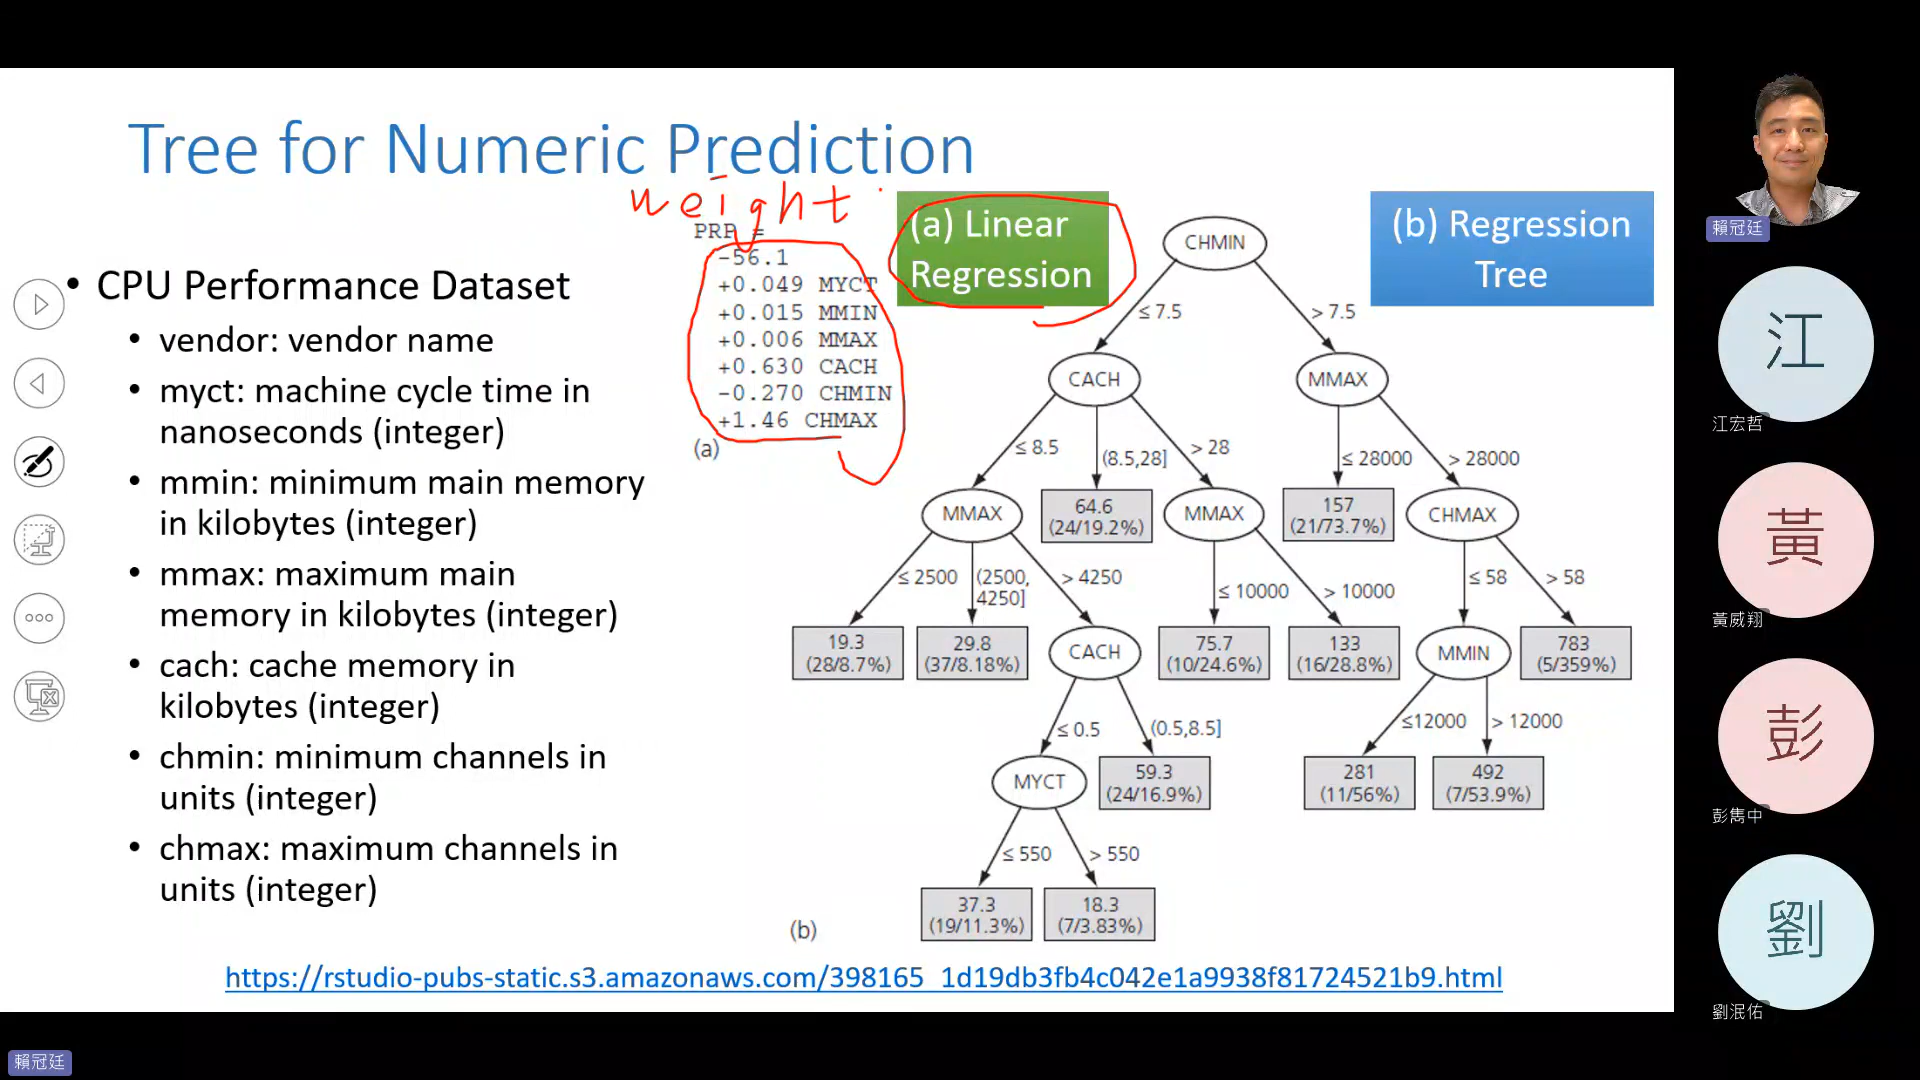 Tree for Numeric Prediction
weight
(a) Linear
Regression
(b) Regression
Tree
PRP =
-56.1
+0.049 MYCT
+0.015 MMIN
+0.006 MMAX
+0.630 CACH
-0.270 CHMIN
+1.46 CHMAX
(a)
• CPU Performance Dataset
• vendor: vendor name
• myct: machine cycle time in
nanoseconds (integer)
• mmin: minimum main memory
in kilobytes (integer)
• mmax: maximum main
memory in kilobytes (integer)
• cach: cache memory in
kilobytes (integer)
• chmin: minimum channels in
units (integer)
• chmax: maximum channels in
units (integer)
CHMIN
≤ 7.5
> 7.5
CACH
MMAX
≤ 8.5
(8.5,28]
> 28
≤ 28000
> 28000
MMAX
64.6
(24/19.2%)
MMAX
157
(21/73.7%)
CHMAX
≤ 2500
(2500,
4250]
> 4250
≤ 10000
> 10000
≤ 58
> 58
19.3
(28/8.7%)
29.8
(37/8.18%)
CACH
75.7
(10/24.6%)
133
(16/28.8%)
MMIN
783
(5/359%)
≤ 0.5
(0.5,8.5]
≤12000
> 12000
MYCT
59.3
(24/16.9%)
281
(11/56%)
492
(7/53.9%)
≤ 550
> 550
37.3
(19/11.3%)
18.3
(7/3.83%)
(b)
https://rstudio-pubs-static.s3.amazonaws.com/398165_1d19db3fb4c042e1a9938f81724521b9.html
賴冠廷
江
江宏哲
黃
黃威翔
彭
彭雋中
劉
劉泯佑
賴冠廷